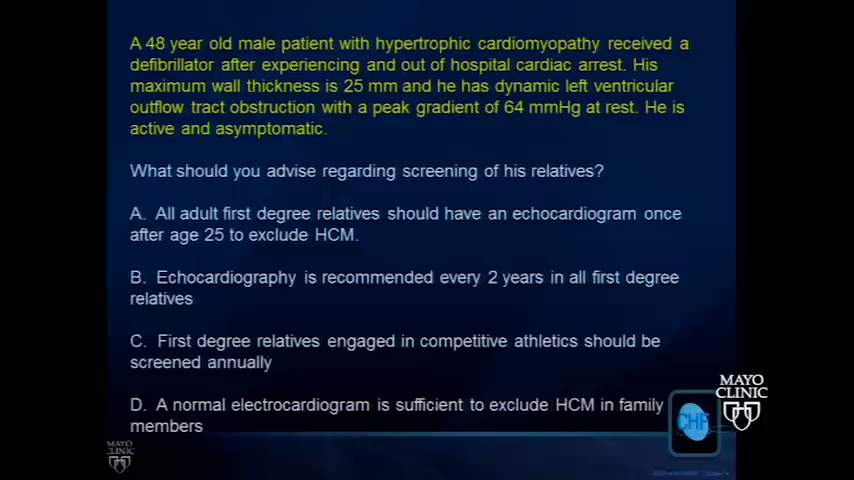 A 48 year old male patient with hypertrophic cardiomyopathy received a
defibrillator after experiencing and out of hospital cardiac arrest. His
maximum wall thickness is 25 mm and he has dynamic left ventricular
outflow tract obstruction with a peak gradient of 64 mmHg at rest. He is
active and asymptomatic.
What should you advise regarding screening of his relatives?
A. All adult first degree relatives should have an echocardiogram once
after age 25 to exclude HCM.
B. Echocardiography is recommended every 2 years in all first degree
relatives
C. First degree relatives engaged in competitive athletics should be
screened annually
D. A normal electrocardiogram is sufficient to exclude HCM in family
members
CHF
MAYO
CLINIC
MAYO
CLINIC